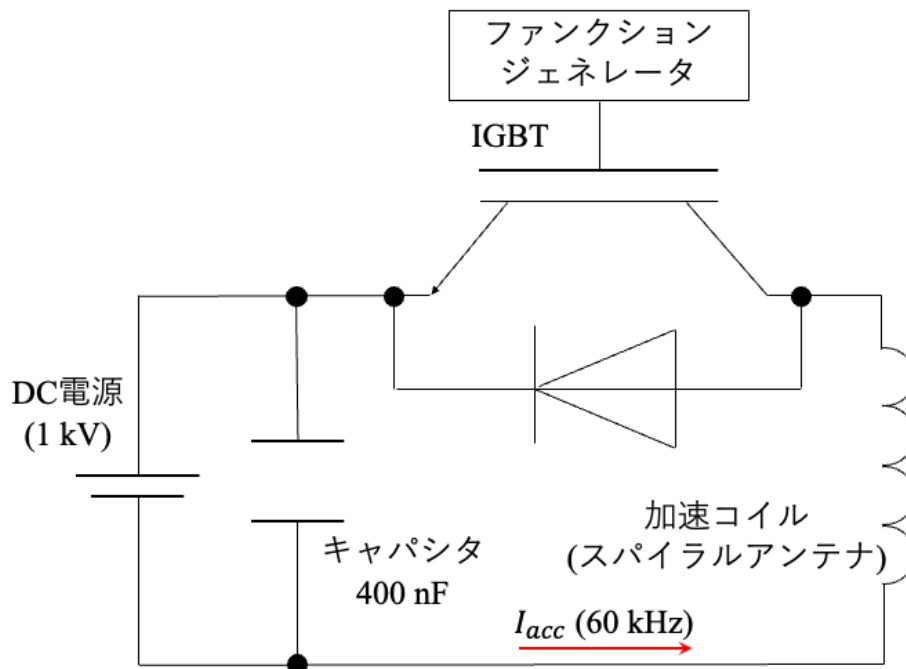 ファンクション
ジェネレータ
IGBT
DC電源
(1 kV)
キャパシタ
400 nF
加速コイル
(スパイラルアンテナ)
I_{acc} (60 kHz)